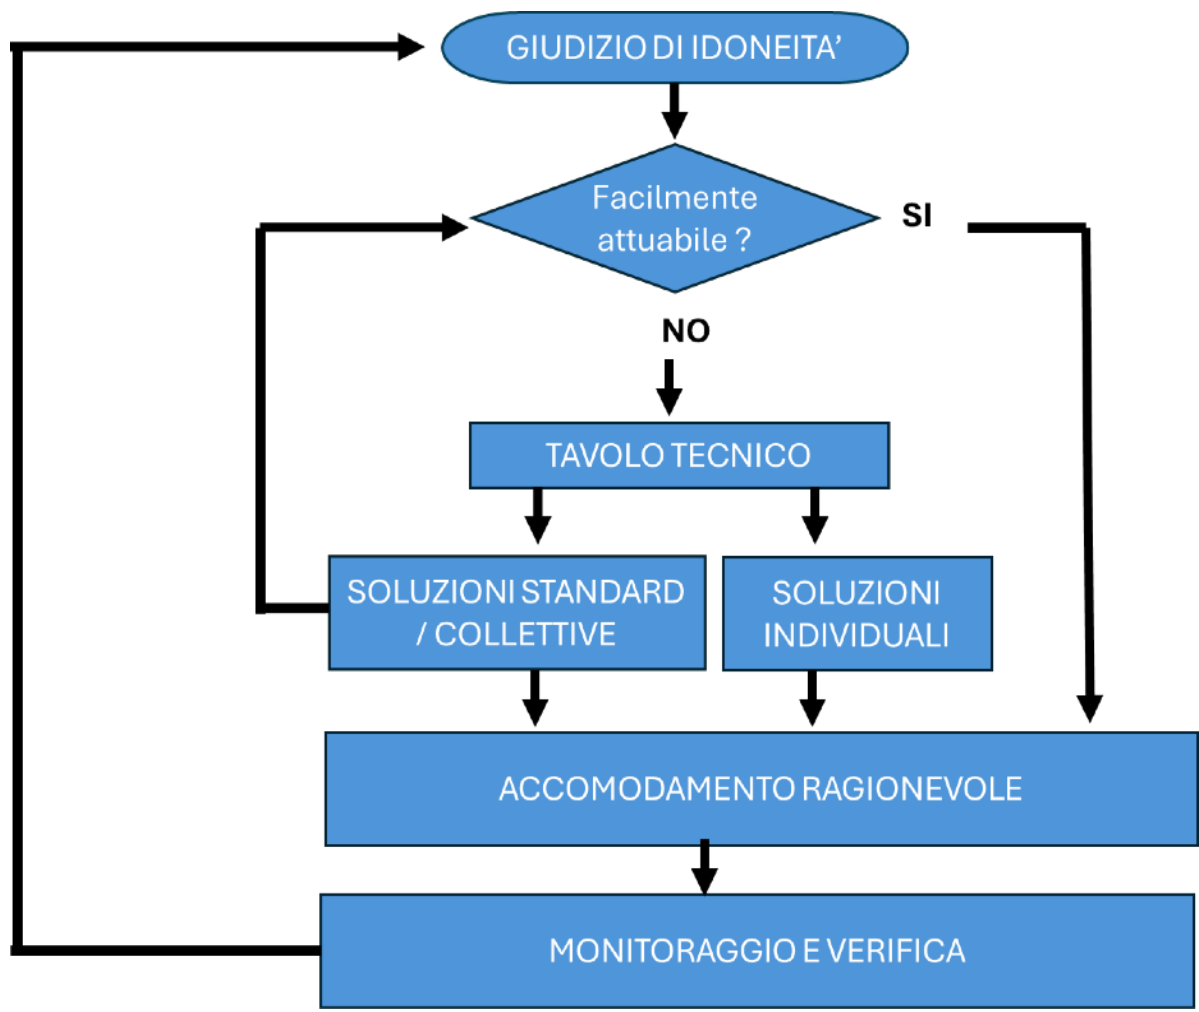 GIUDIZIO DI IDONEITA’
Facilmente
attuabile ?
SI
NO
TAVOLO TECNICO
SOLUZIONI STANDARD
/ COLLETTIVE
SOLUZIONI
INDIVIDUALI
ACCOMODAMENTO RAGIONEVOLE
MONITORAGGIO E VERIFICA